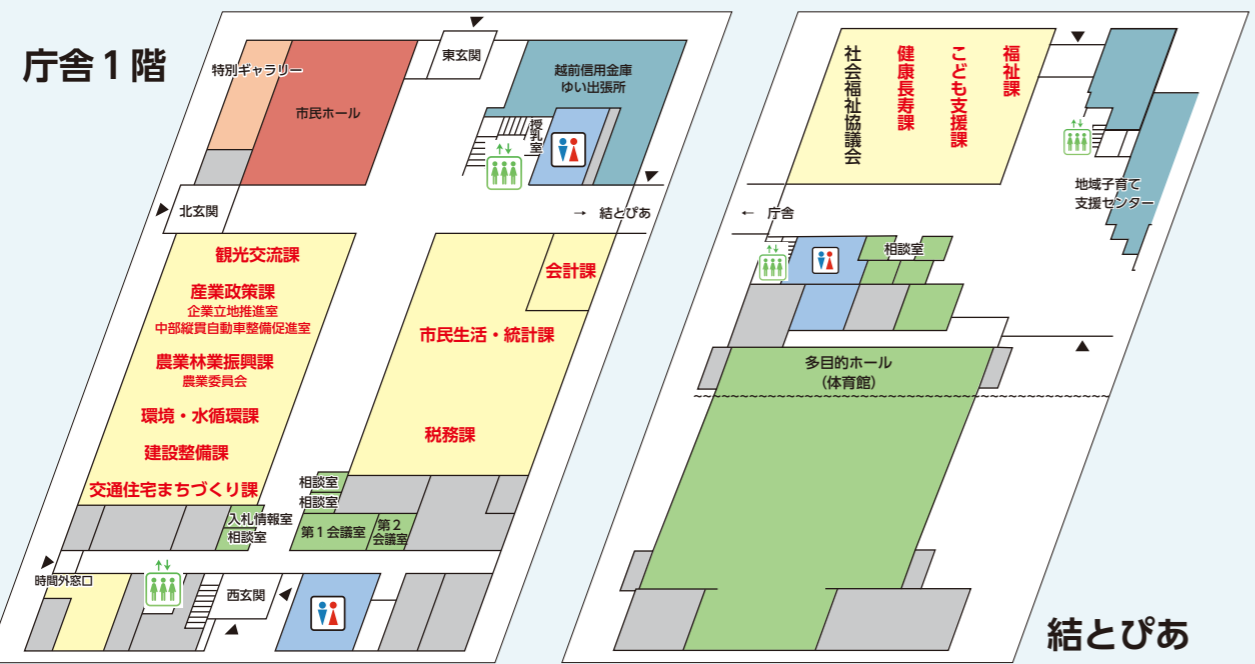 庁舎1階
特別ギャラリー
市民ホール
東玄関
越前信用金庫
ゆい出張所
授乳室
北玄関
→ 結とぴあ
観光交流課
産業政策課
企業立地推進室
中部縦貫自動車整備促進室
農業林業振興課
農業委員会
環境・水循環課
建設整備課
交通住宅まちづくり課
会計課
市民生活・統計課
税務課
相談室
相談室
入札情報室
相談室
第1会議室
第2
会議室
時間外窓口
西玄関
社会福祉協議会
健康長寿課
こども支援課
福祉課
地域子育て
支援センター
← 庁舎
相談室
多目的ホール
(体育館)
結とぴあ